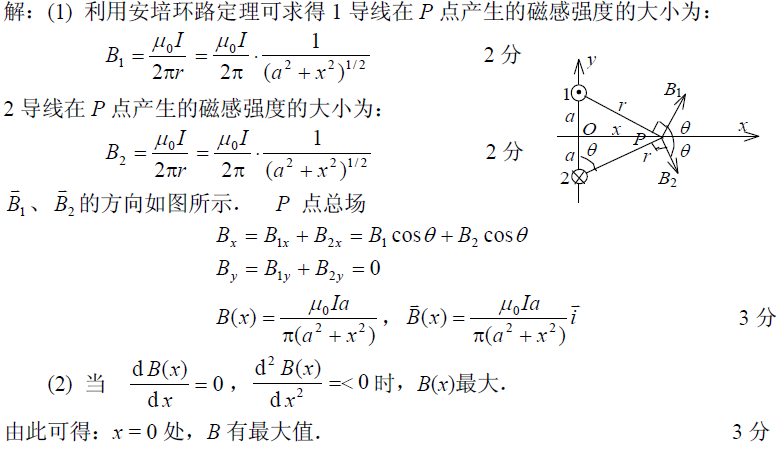 解：(1) 利用安培环路定理可求得 1 导线在 P 点产生的磁感强度的大小为：
B₁ = μ₀I/2πr = μ₀I/2π · 1/(a² + x²)^{1/2} 2 分
2 导线在 P 点产生的磁感强度的大小为：
B₂ = μ₀I/2πr = μ₀I/2π · 1/(a² + x²)^{1/2} 2 分
y
1
r
B₁
a
O
x
P
θ
x
a
θ
r
θ
2
B₂
B̄₁、B̄₂ 的方向如图所示． P 点总场
Bₓ = B₁ₓ + B₂ₓ = B₁ cosθ + B₂ cosθ
B_y = B₁y + B₂y = 0
B(x) = μ₀Ia/π(a² + x²)， B̄(x) = μ₀Ia/π(a² + x²) ī 3 分
(2) 当 d B(x)/d x = 0，d² B(x)/d x² =< 0 时，B(x)最大．
由此可得：x = 0 处，B 有最大值． 3 分